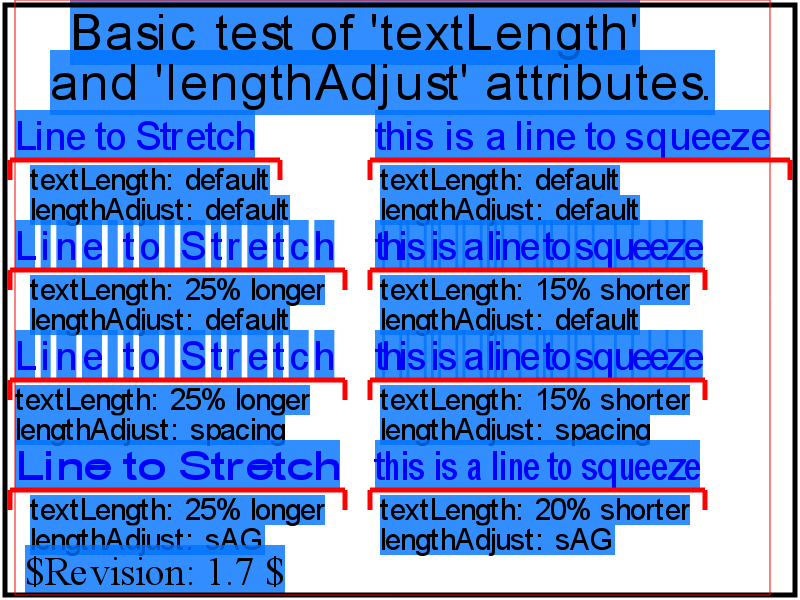 Basic test of 'textLength'
and 'lengthAdjust' attributes.
Line to Stretch
textLength: default
lengthAdjust: default
Line to Stretch
textLength: 25% longer
lengthAdjust: default
Line to Stretch
textLength: 25% longer
lengthAdjust: spacing
Line to Stretch
textLength: 25% longer
lengthAdjust: sAG
this is a line to squeeze
textLength: default
lengthAdjust: default
this is a line to squeeze
textLength: 15% shorter
lengthAdjust: default
this is a line to squeeze
textLength: 15% shorter
lengthAdjust: spacing
this is a line to squeeze
textLength: 20% shorter
lengthAdjust: sAG
$Revision: 1.7 $